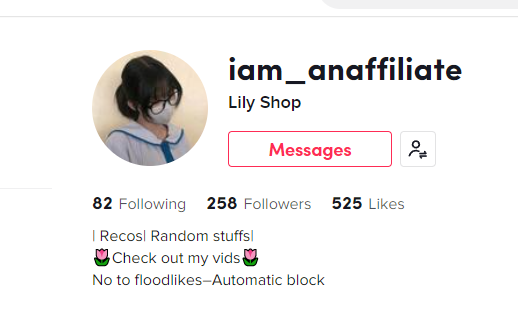 iam_anaffiliate
Lily Shop
Messages
82 Following 258 Followers 525 Likes
| Recos| Random stuffs|
🌷Check out my vids🌷
No to floodlikes–Automatic block